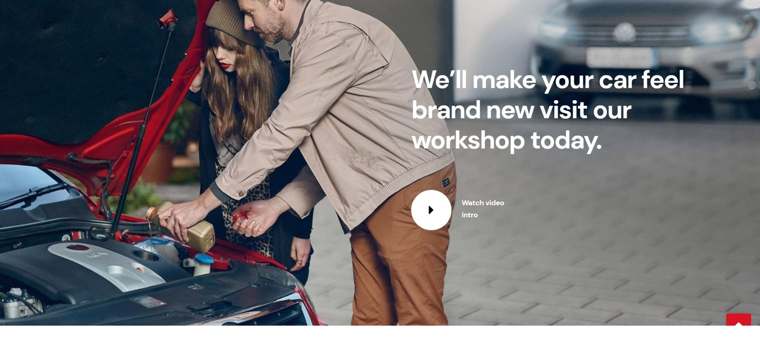 We'll make your car feel
brand new visit our
workshop today.
Watch video
intro